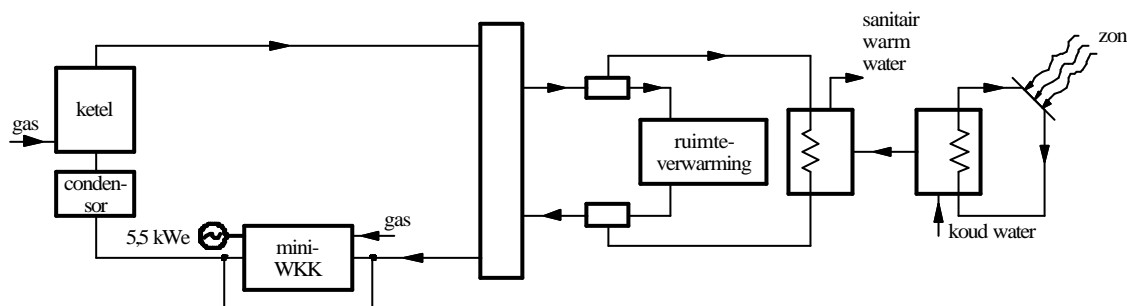 ketel
gas
conden-
sor
5,5 kWe
mini-
WKK
gas
ruimte-
verwarming
sanitair
warm
water
zon
koud water